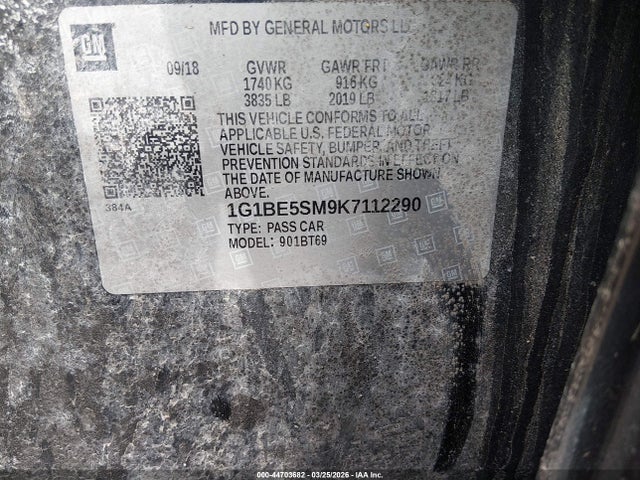 GM
MFD BY GENERAL MOTORS LLC
09/18 GVWR GAWR FRT GAWR RR
1740 KG 916 KG KG
3835 LB 2019 LB LB
THIS VEHICLE CONFORMS TO ALL
APPLICABLE U.S. FEDERAL MOTOR
VEHICLE SAFETY, BUMPER, AND THEFT
PREVENTION STANDARDS IN EFFECT ON
THE DATE OF MANUFACTURE SHOWN
ABOVE.
384A
1G1BE5SM9K7112290
TYPE: PASS CAR
MODEL: 901BT69
000-44703682 - 03/25/2026 - IAA Inc.